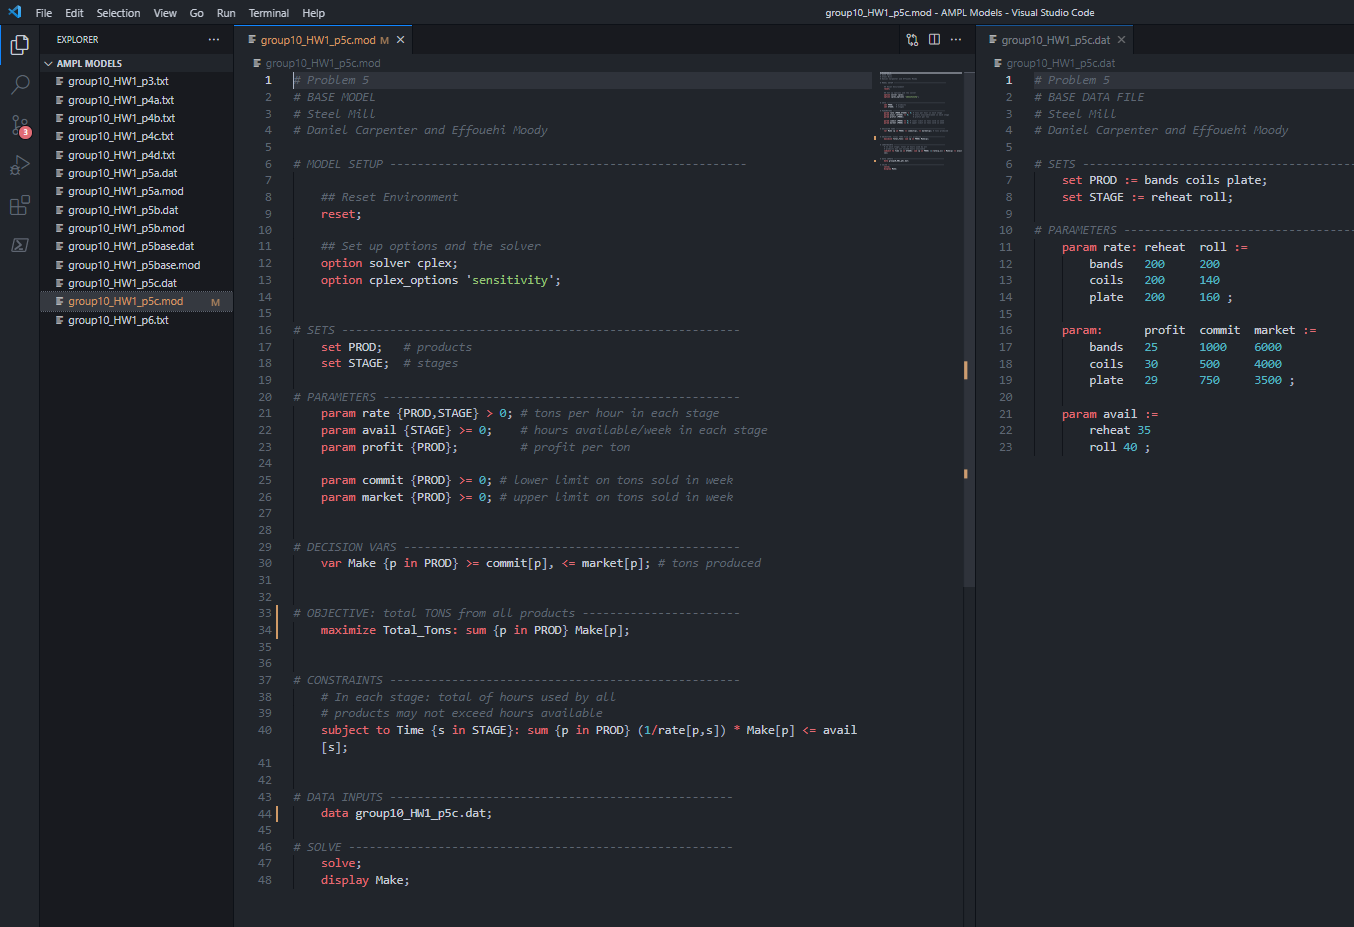 File Edit Selection View Go Run Terminal Help
group10_HW1_p5c.mod - AMPL Models - Visual Studio Code
EXPLORER ···
AMPL MODELS
group10_HW1_p3.txt
group10_HW1_p4a.txt
group10_HW1_p4b.txt
group10_HW1_p4c.txt
group10_HW1_p4d.txt
group10_HW1_p5a.dat
group10_HW1_p5a.mod
group10_HW1_p5b.dat
group10_HW1_p5b.mod
group10_HW1_p5base.dat
group10_HW1_p5base.mod
group10_HW1_p5c.dat
group10_HW1_p5c.mod M
group10_HW1_p6.txt
3
group10_HW1_p5c.mod M
group10_HW1_p5c.mod
1 # Problem 5
2 # BASE MODEL
3 # Steel Mill
4 # Daniel Carpenter and Effouehi Moody
5
6 # MODEL SETUP ----------------------------------------------------
7
8 ## Reset Environment
9 reset;
10
11 ## Set up options and the solver
12 option solver cplex;
13 option cplex_options 'sensitivity';
14
15
16 # SETS ----------------------------------------------------------
17 set PROD; # products
18 set STAGE; # stages
19
20 # PARAMETERS ----------------------------------------------------
21 param rate {PROD,STAGE} > 0; # tons per hour in each stage
22 param avail {STAGE} >= 0; # hours available/week in each stage
23 param profit {PROD}; # profit per ton
24
25 param commit {PROD} >= 0; # lower limit on tons sold in week
26 param market {PROD} >= 0; # upper limit on tons sold in week
27
28
29 # DECISION VARS -------------------------------------------------
30 var Make {p in PROD} >= commit[p], <= market[p]; # tons produced
31
32
33 # OBJECTIVE: total TONS from all products -----------------------
34 maximize Total_Tons: sum {p in PROD} Make[p];
35
36
37 # CONSTRAINTS ---------------------------------------------------
38 # In each stage: total of hours used by all
39 # products may not exceed hours available
40 subject to Time {s in STAGE}: sum {p in PROD} (1/rate[p,s]) * Make[p] <= avail
[s];
41
42
43 # DATA INPUTS --------------------------------------------------
44 data group10_HW1_p5c.dat;
45
46 # SOLVE --------------------------------------------------------
47 solve;
48 display Make;
group10_HW1_p5c.dat
group10_HW1_p5c.dat
1 # Problem 5
2 # BASE DATA FILE
3 # Steel Mill
4 # Daniel Carpenter and Effouehi Moody
5
6 # SETS ---------------------------------------
7 set PROD := bands coils plate;
8 set STAGE := reheat roll;
9
10 # PARAMETERS ---------------------------------
11 param rate: reheat roll :=
12 bands 200 200
13 coils 200 140
14 plate 200 160 ;
15
16 param: profit commit market :=
17 bands 25 1000 6000
18 coils 30 500 4000
19 plate 29 750 3500 ;
20
21 param avail :=
22 reheat 35
23 roll 40 ;